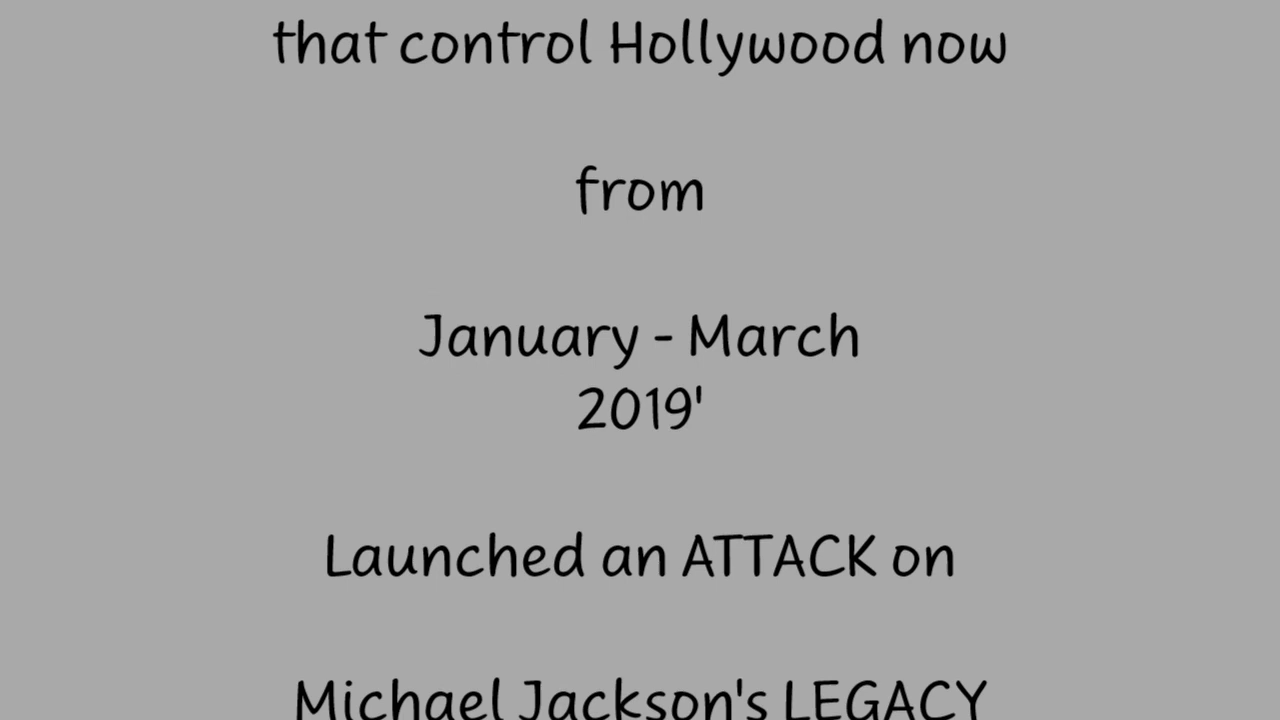 that control Hollywood now
from
January - March
2019'
Launched an ATTACK on
Michael Jackson's LEGACY